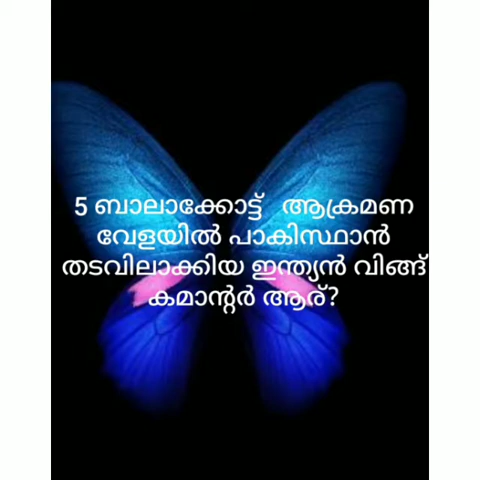 5 ബാലാക്കോട്ട് ആക്രമണ
വേളയിൽ പാകിസ്ഥാൻ
തടവിലാക്കിയ ഇന്ത്യൻ വിങ്ങ്
കമാന്റർ ആര്?